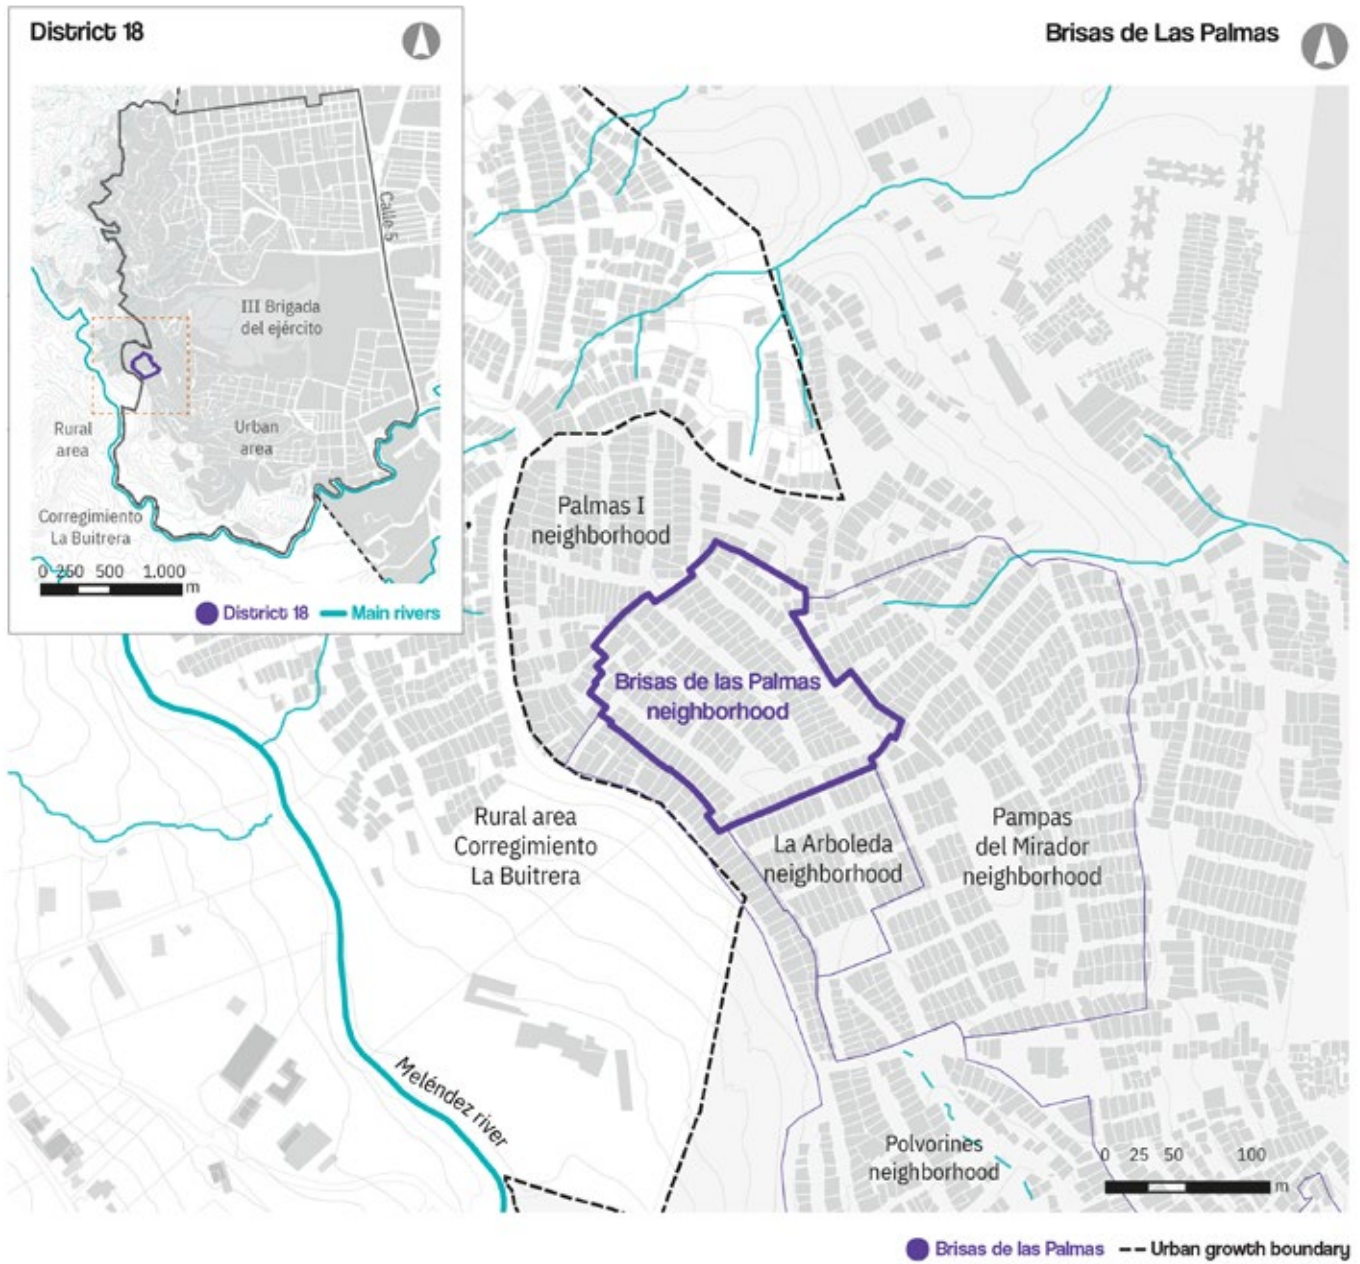 District 18
Brisas de Las Palmas
Calle 5
III Brigada
del ejército
Rural
area
Urban
area
Corregimiento
La Buitrera
0 250 500 1.000
m
District 18
Main rivers
Palmas I
neighborhood
Brisas de las Palmas
neighborhood
Rural area
Corregimiento
La Buitrera
La Arboleda
neighborhood
Pampas
del Mirador
neighborhood
Meléndez river
Polvorines
neighborhood
0 25 50 100
m
Brisas de las Palmas
Urban growth boundary